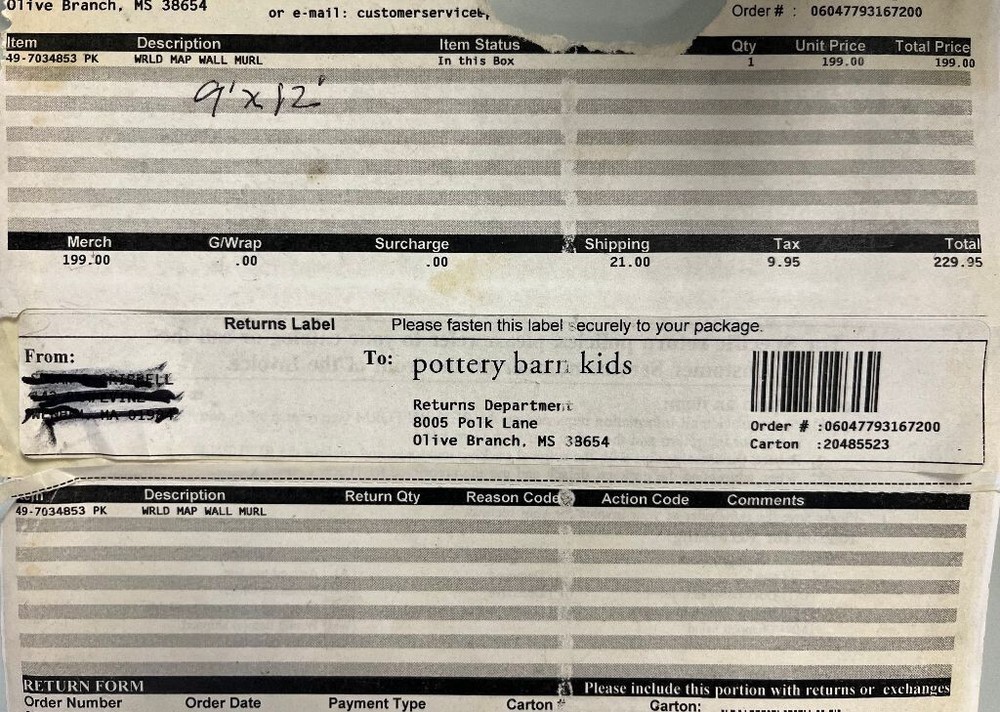 Olive Branch, MS 38654
or e-mail: customerservice
Order # : 06047793167200
Item Description Item Status Qty Unit Price Total Price
49-7034853 PK WRLD MAP WALL MURL In this Box 1 199.00 199.00
9'x12'
Merch G/Wrap Surcharge Shipping Tax Total
199.00 .00 .00 21.00 9.95 229.95
Returns Label Please fasten this label securely to your package.
From: To: pottery barn kids
Returns Department
8005 Polk Lane
Olive Branch, MS 38654
Order # :06047793167200
Carton :20485523
Item Description Return Qty Reason Code Action Code Comments
49-7034853 PK WRLD MAP WALL MURL
RETURN FORM Please include this portion with returns or exchanges
Order Number Order Date Payment Type Carton # Carton: